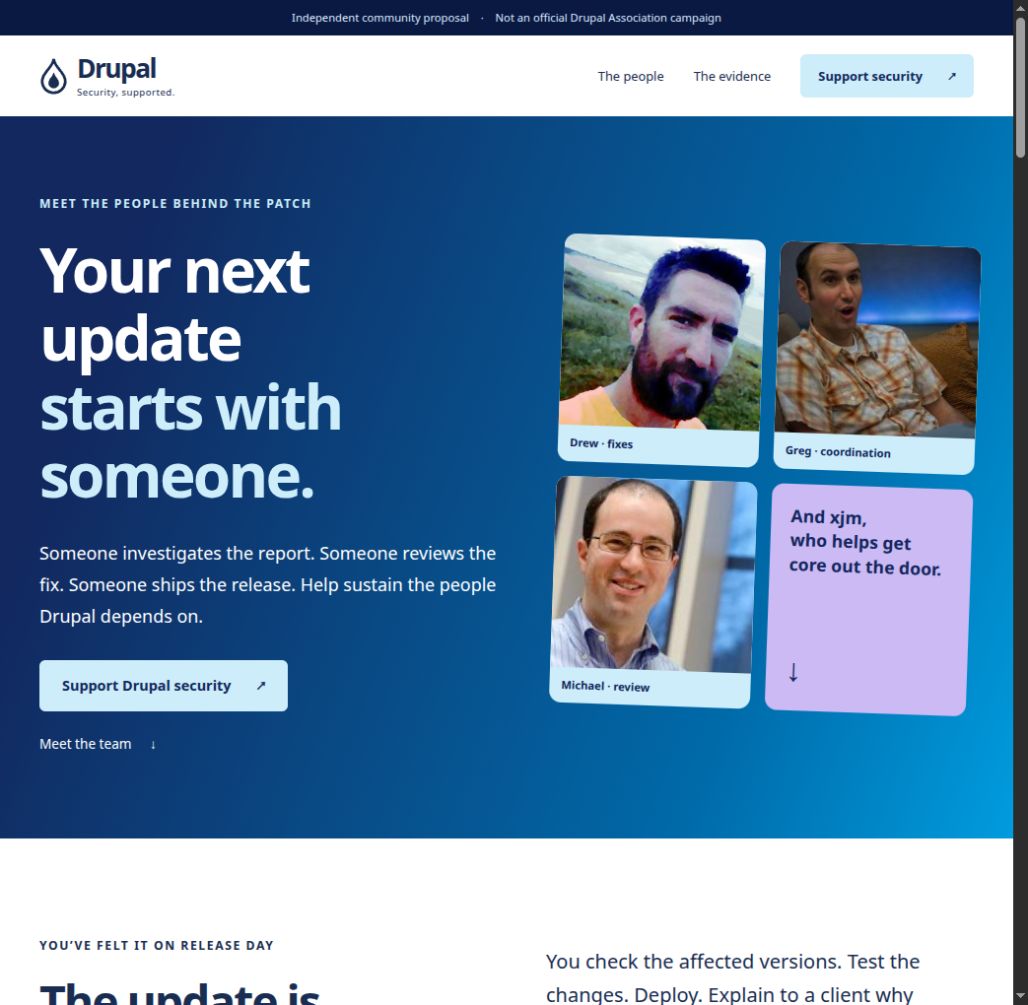 Independent community proposal · Not an official Drupal Association campaign
Drupal
Security, supported.
The people
The evidence
Support security ↗
MEET THE PEOPLE BEHIND THE PATCH
Your next
update
starts with
someone.
Someone investigates the report. Someone reviews the
fix. Someone ships the release. Help sustain the people
Drupal depends on.
Support Drupal security ↗
Meet the team ↓
Drew · fixes
Greg · coordination
Michael · review
And xjm,
who helps get
core out the door.
↓
YOU’VE FELT IT ON RELEASE DAY
The update is
You check the affected versions. Test the
changes. Deploy. Explain to a client why